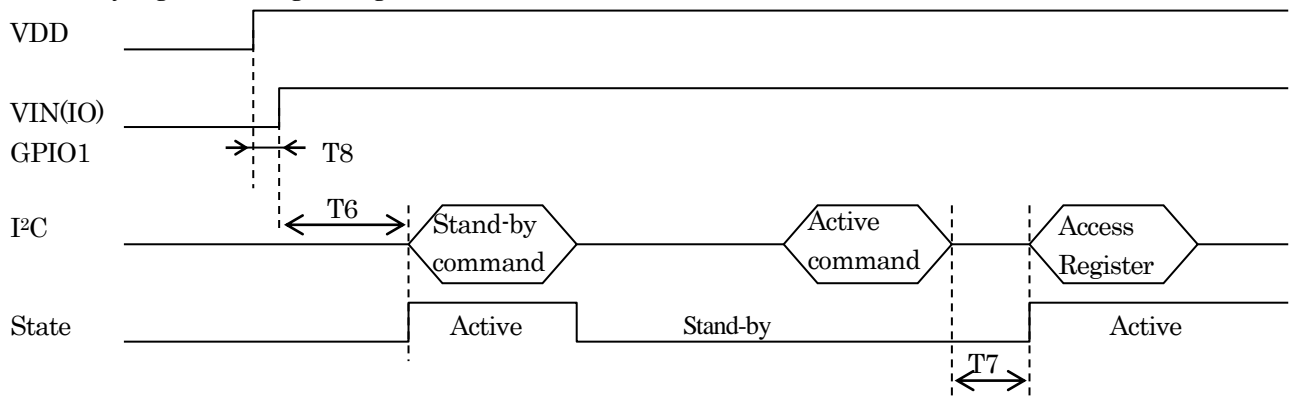 VDD
VIN(IO)
GPIO1
T8
T6
I²C
Stand-by
command
Active
command
Access
Register
State
Active
Stand-by
Active
T7